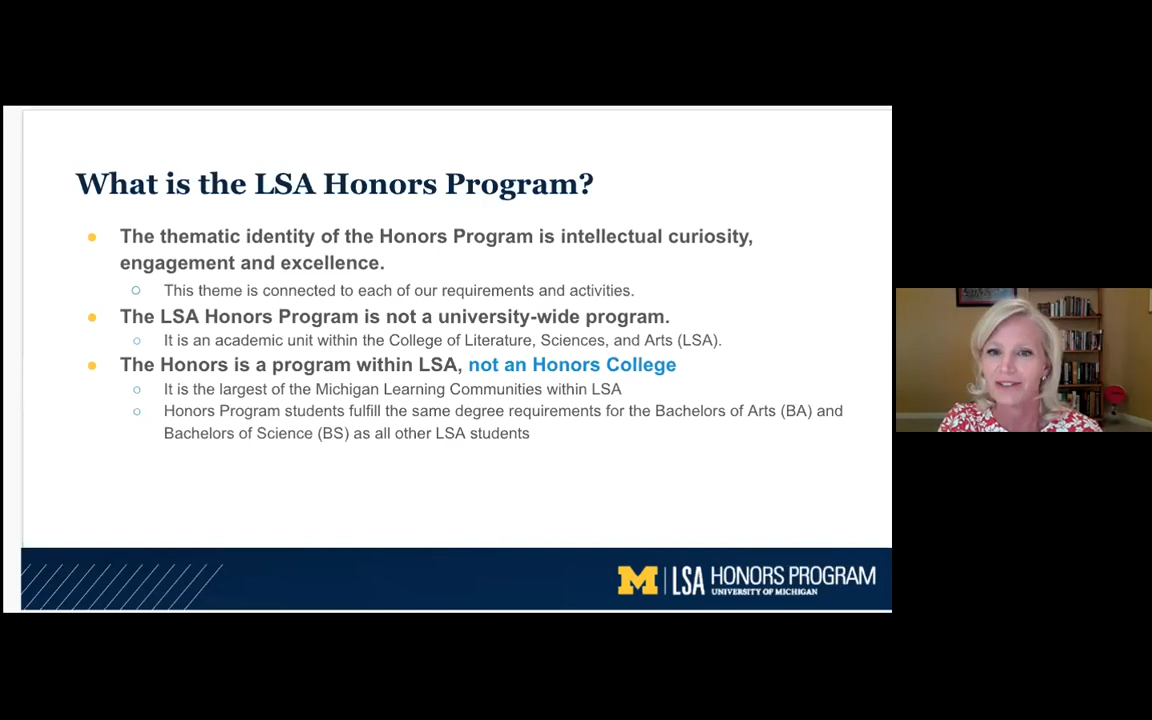 What is the LSA Honors Program?
● The thematic identity of the Honors Program is intellectual curiosity,
engagement and excellence.
○ This theme is connected to each of our requirements and activities.
● The LSA Honors Program is not a university-wide program.
○ It is an academic unit within the College of Literature, Sciences, and Arts (LSA).
● The Honors is a program within LSA, not an Honors College
○ It is the largest of the Michigan Learning Communities within LSA
○ Honors Program students fulfill the same degree requirements for the Bachelors of Arts (BA) and
Bachelors of Science (BS) as all other LSA students
M | LSA HONORS PROGRAM
UNIVERSITY OF MICHIGAN